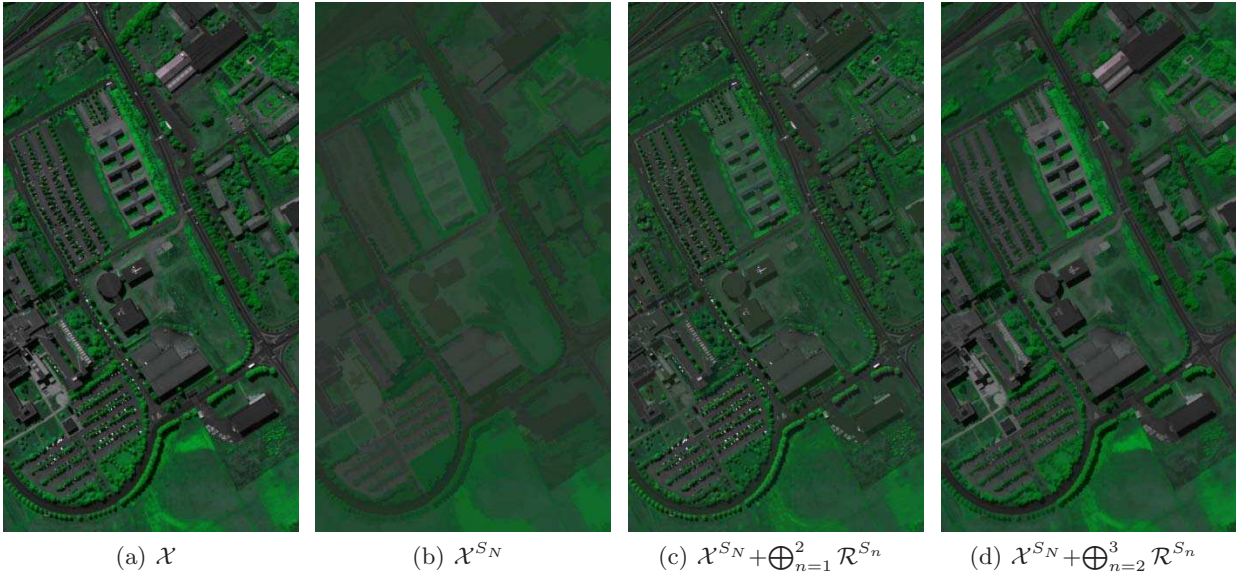 (a) 𝒳
(b) 𝒳^{S_N}
(c) 𝒳^{S_N}+⨁_{n=1}^{2} ℛ^{S_n}
(d) 𝒳^{S_N}+⨁_{n=2}^{3} ℛ^{S_n}